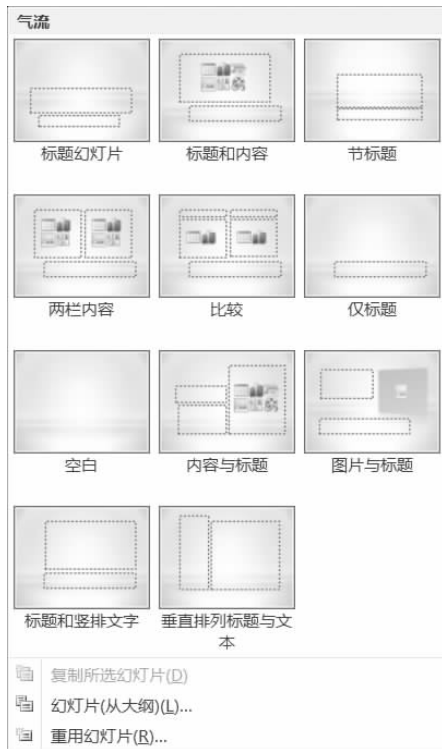 气流
标题幻灯片
标题和内容
节标题
两栏内容
比较
仅标题
空白
内容与标题
图片与标题
标题和竖排文字
垂直排列标题与文
本
复制所选幻灯片(D)
幻灯片(从大纲)(L)...
重用幻灯片(R)...